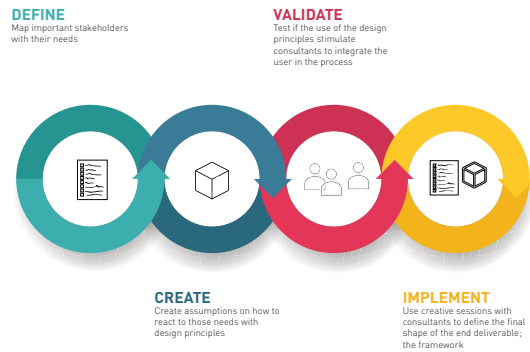 DEFINE
Map important stakeholders
with their needs
VALIDATE
Test if the use of the design
principles stimulate
consultants to integrate the
user in the process
CREATE
Create assumptions on how to
react to those needs with
design principles
IMPLEMENT
Use creative sessions with
consultants to define the final
shape of the end deliverable;
the framework